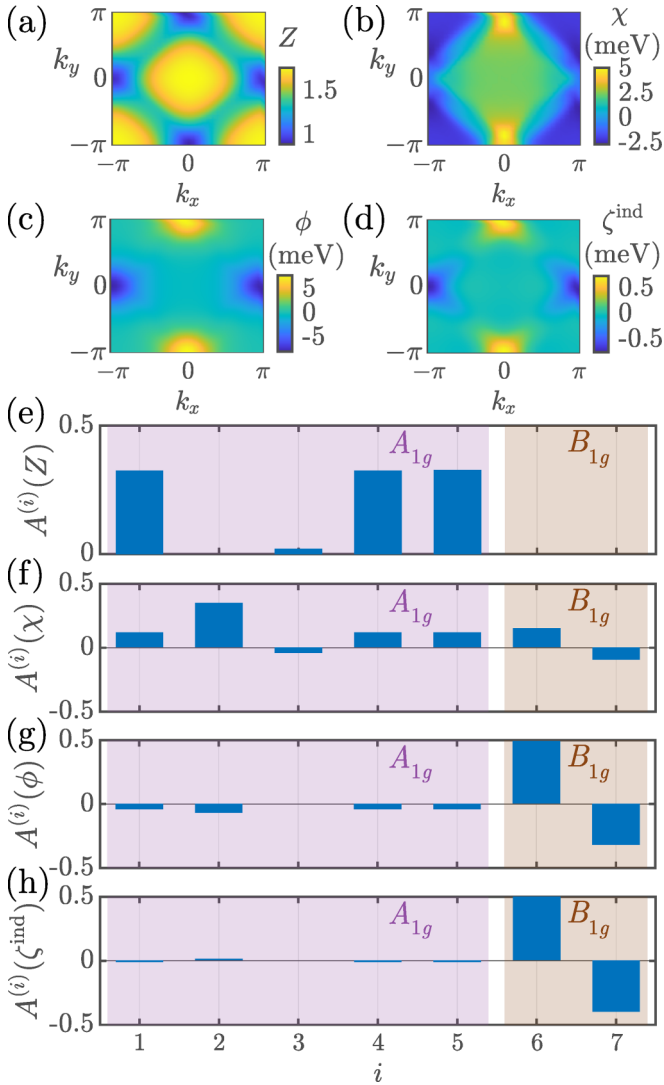 (a) Z (b) χ (meV)
π 0 −π k_y 1.5 1
−π 0 π
k_x
π 0 −π k_y 5 2.5 0 −2.5
−π 0 π
k_x
(c) ϕ (meV) (d) ζ^ind (meV)
π 0 −π k_y 5 0 -5
−π 0 π
k_x
π 0 −π k_y 0.5 0 -0.5
−π 0 π
k_x
(e) A_1g B_1g
A^(i)(Z)
0.5
0
(f) A_1g B_1g
A^(i)(χ)
0.5
0
-0.5
(g) A_1g B_1g
A^(i)(ϕ)
0.5
0
-0.5
(h) A_1g B_1g
A^(i)(ζ^ind)
0.5
0
-0.5
1 2 3 4 5 6 7
i